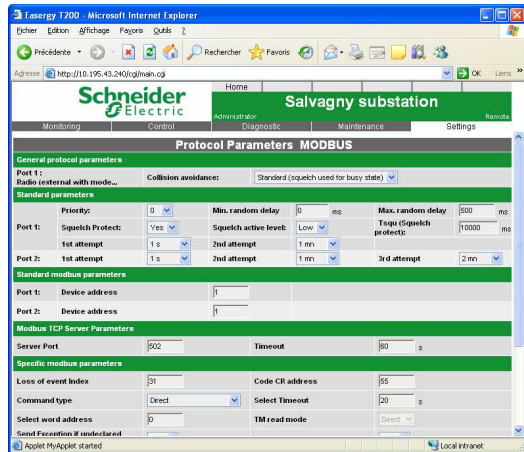 Easergy T200 - Microsoft Internet Explorer
Fichier Edition Affichage Favoris Outils ?
Précédente Rechercher Favoris
Adresse http://10.195.43.240/cgi/main.cgi OK Liens »
Home
Schneider Electric
Salvagny substation
Administrator Remote
Monitoring Control Diagnostic Maintenance Settings
Protocol Parameters MODBUS
General protocol parameters
Port 1 :
Radio (external with mode... Collision avoidance: Standard (squelch used for busy state)
Standard parameters
Priority: 0 Min. random delay 0 ms Max. random delay 500 ms
Port 1: Squelch Protect: Yes Squelch active level: Low Tsqu (Squelch protect): 10000 ms
1st attempt 1 s 2nd attempt 1 mn
Port 2: 1st attempt 1 s 2nd attempt 1 mn 3rd attempt 2 mn
Standard modbus parameters
Port 1: Device address 1
Port 2: Device address 1
Modbus TCP Server Parameters
Server Port 502 Timeout 60 s
Specific modbus parameters
Loss of event Index 31 Code CR address 55
Command type Direct Select Timeout 20 s
Select word address 0 TM read mode Direct
Send Exception if undeclared
Applet MyApplet started Local intranet